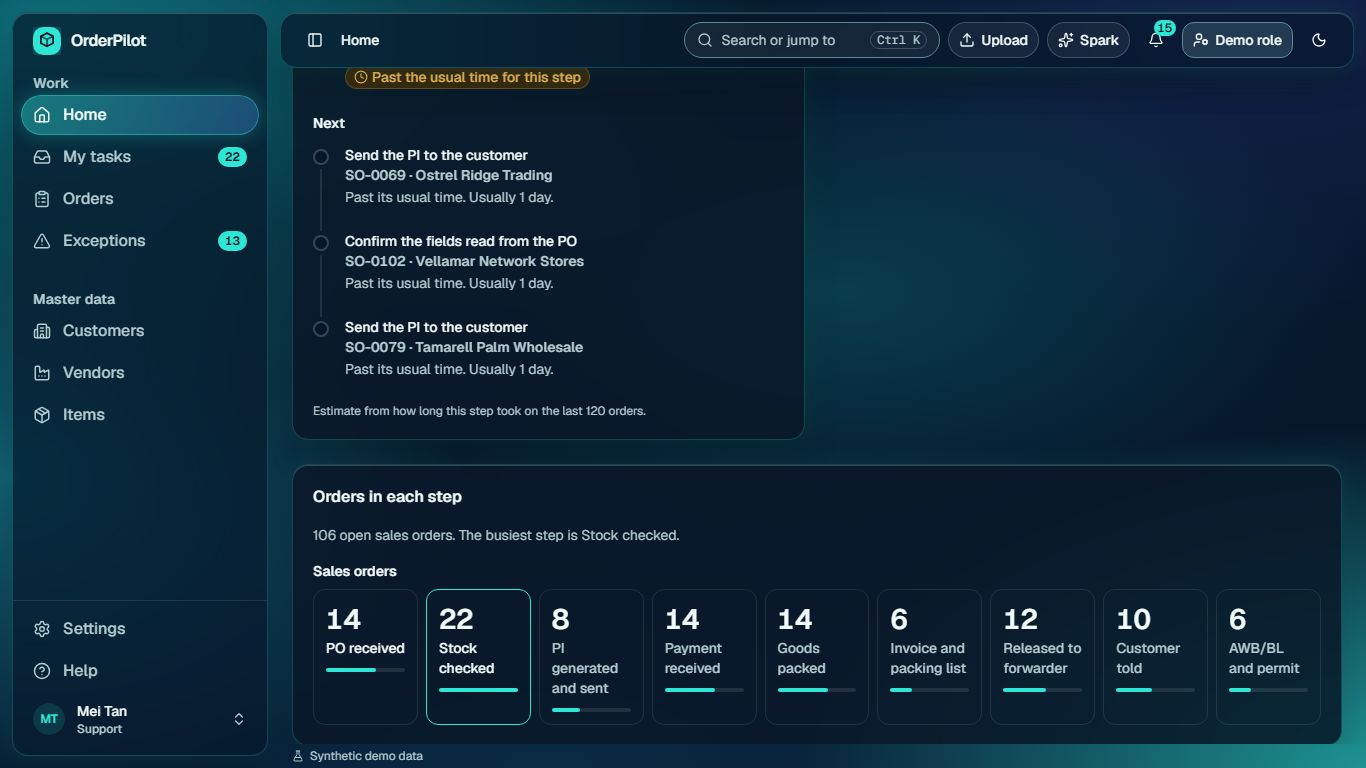 OrderPilot
Work
Home
My tasks
22
Orders
Exceptions
13
Master data
Customers
Vendors
Items
Settings
Help
MT
Mei Tan
Support
Home
Search or jump to
Ctrl K
Upload
Spark
15
Demo role
Past the usual time for this step
Next
Send the PI to the customer
SO-0069 · Ostrel Ridge Trading
Past its usual time. Usually 1 day.
Confirm the fields read from the PO
SO-0102 · Vellamar Network Stores
Past its usual time. Usually 1 day.
Send the PI to the customer
SO-0079 · Tamarell Palm Wholesale
Past its usual time. Usually 1 day.
Estimate from how long this step took on the last 120 orders.
Orders in each step
106 open sales orders. The busiest step is Stock checked.
Sales orders
14
PO received
22
Stock
checked
8
PI
generated
and sent
14
Payment
received
14
Goods
packed
6
Invoice and
packing list
12
Released to
forwarder
10
Customer
told
6
AWB/BL
and permit
Synthetic demo data